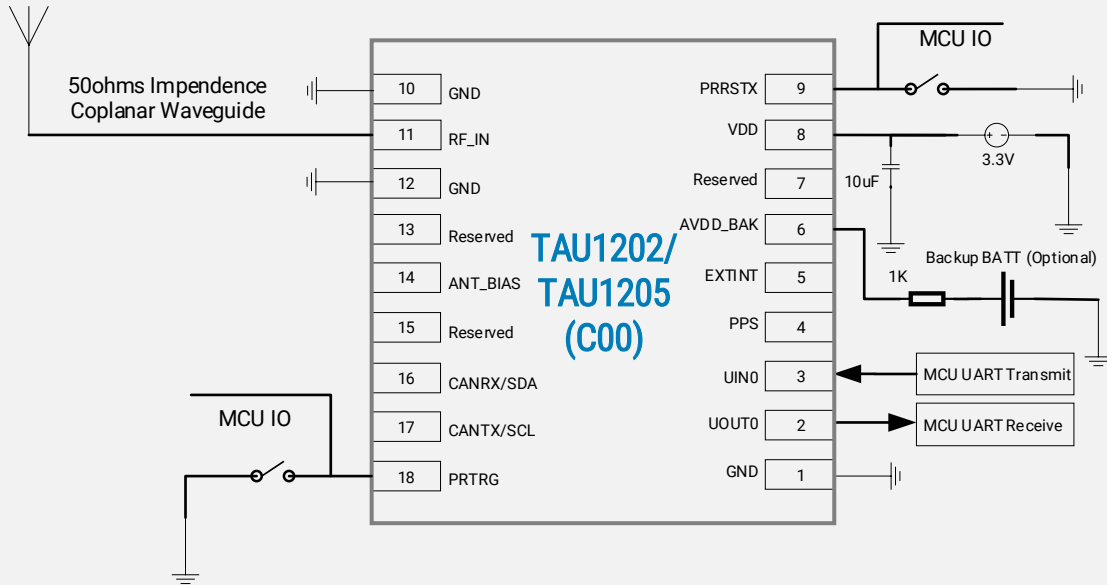 MCU IO
50ohms Impendence
Coplanar Waveguide
10 GND
11 RF_IN
12 GND
13 Reserved
14 ANT_BIAS
15 Reserved
16 CANRX/SDA
17 CANTX/SCL
18 PRTRG
MCU IO
TAU1202/
TAU1205
(C00)
PRRSTX 9
VDD 8
Reserved 7
AVDD_BAK 6
EXTINT 5
PPS 4
UIN0 3
UOUT0 2
GND 1
3.3V
10uF
Backup BATT (Optional)
1K
MCU UART Transmit
MCU UART Receive